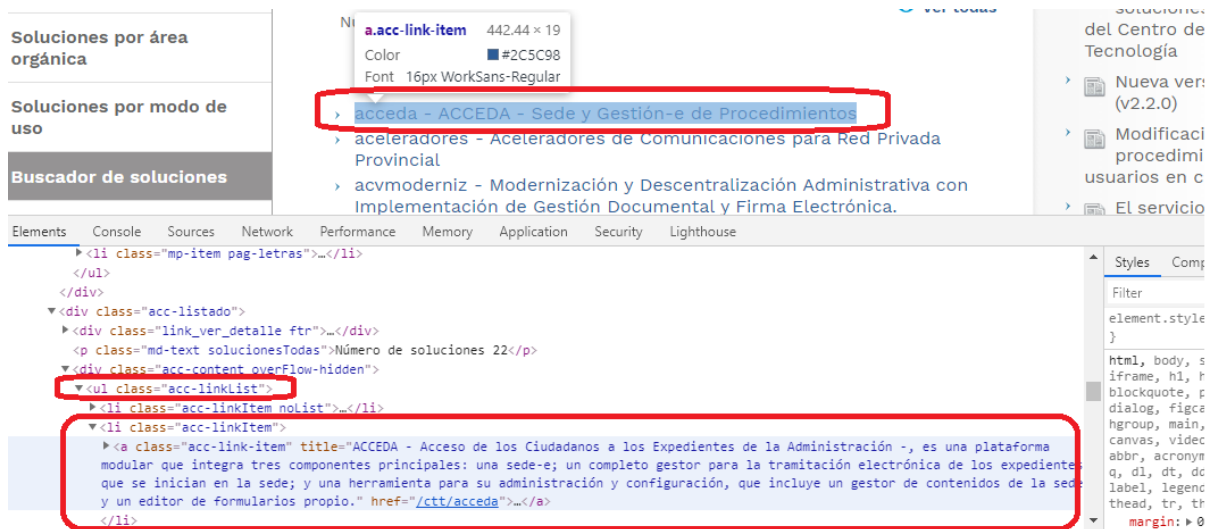 Soluciones por área
orgánica
Soluciones por modo de
uso
Buscador de soluciones
a.acc-link-item 442.44 × 19
Color #2C5C98
Font 16px WorkSans-Regular
ver todas
acceda - ACCEDA - Sede y Gestión-e de Procedimientos
aceleradores - Aceleradores de Comunicaciones para Red Privada
Provincial
acvmoderniz - Modernización y Descentralización Administrativa con
Implementación de Gestión Documental y Firma Electrónica.
soluciones
del Centro de
Tecnología
Nueva vers
(v2.2.0)
Modificaci
procedimi
usuarios en c
El servicio
Elements Console Sources Network Performance Memory Application Security Lighthouse
<li class="mp-item pag-letras">…</li>
</ul>
</div>
<div class="acc-listado">
<div class="link_ver_detalle ftr">…</div>
<p class="md-text solucionesTodas">Número de soluciones 22</p>
<div class="acc-content overFlow-hidden">
<ul class="acc-linkList">
<li class="acc-linkItem noList">…</li>
<li class="acc-linkItem">
<a class="acc-link-item" title="ACCEDA - Acceso de los Ciudadanos a los Expedientes de la Administración -, es una plataforma
modular que integra tres componentes principales: una sede-e; un completo gestor para la tramitación electrónica de los expedientes
que se inician en la sede; y una herramienta para su administración y configuración, que incluye un gestor de contenidos de la sede
y un editor de formularios propio." href="/ctt/acceda">…</a>
</li>
Styles Comp
Filter
element.style
}
html, body, s
iframe, h1, h
blockquote, p
dialog, figca
hgroup, main,
canvas, videc
abbr, acronym
q, dl, dt, dd
label, legend
thead, tr, th
margin: 0